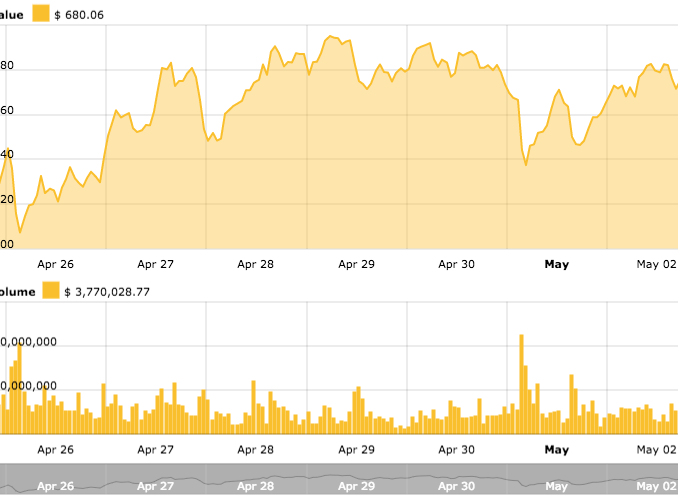 alue $ 680.06
80
60
40
20
00
Apr 26 Apr 27 Apr 28 Apr 29 Apr 30 May May 02
olume $ 3,770,028.77
0,000,000
0,000,000
Apr 26 Apr 27 Apr 28 Apr 29 Apr 30 May May 02
Apr 26 Apr 27 Apr 28 Apr 29 Apr 30 May May 02